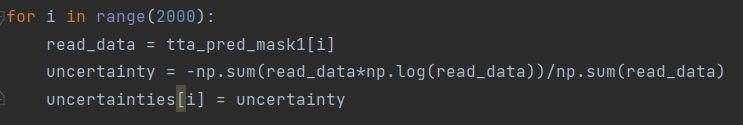 for i in range(2000):
    read_data = tta_pred_mask1[i]
    uncertainty = -np.sum(read_data*np.log(read_data))/np.sum(read_data)
    uncertainties[i] = uncertainty